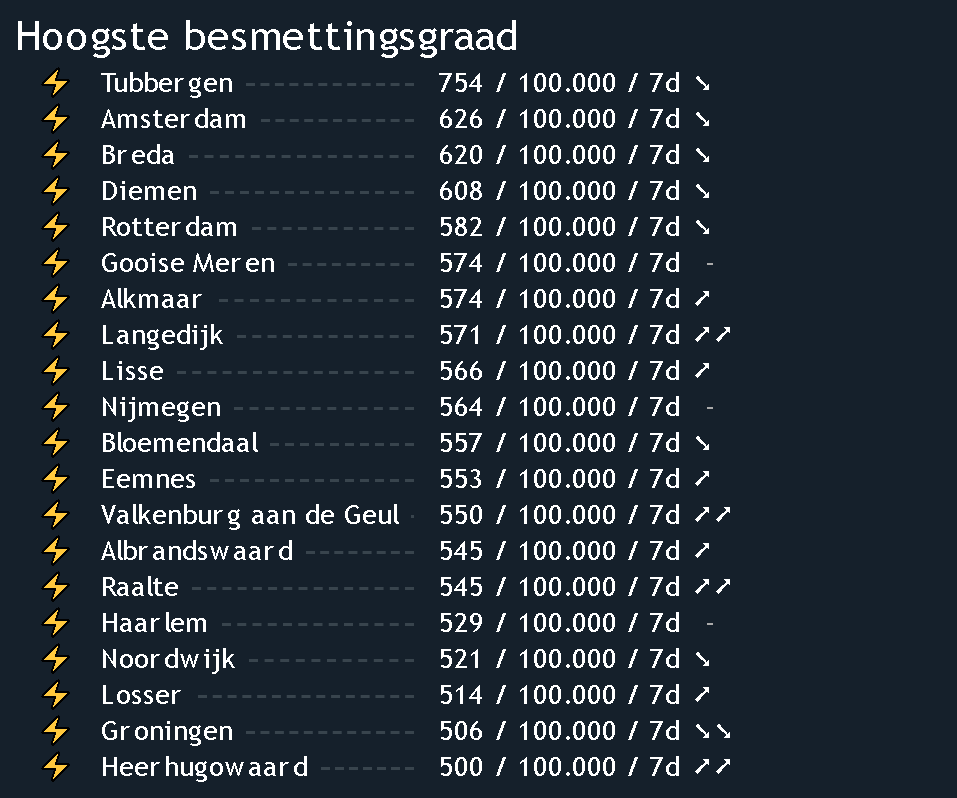 Hoogste besmettingsgraad
⚡ Tubbergen ----------- 754 / 100.000 / 7d ➘
⚡ Amsterdam ---------- 626 / 100.000 / 7d ➘
⚡ Breda --------------- 620 / 100.000 / 7d ➘
⚡ Diemen ------------- 608 / 100.000 / 7d ➘
⚡ Rotterdam ---------- 582 / 100.000 / 7d ➘
⚡ Gooise Meren -------- 574 / 100.000 / 7d -
⚡ Alkmaar ------------- 574 / 100.000 / 7d ➚
⚡ Langedijk ----------- 571 / 100.000 / 7d ➚➚
⚡ Lisse --------------- 566 / 100.000 / 7d ➚
⚡ Nijmegen ------------ 564 / 100.000 / 7d -
⚡ Bloemendaal --------- 557 / 100.000 / 7d ➘
⚡ Eemnes ------------- 553 / 100.000 / 7d ➚
⚡ Valkenburg aan de Geul - 550 / 100.000 / 7d ➚➚
⚡ Albrandswaard ------- 545 / 100.000 / 7d ➚
⚡ Raalte -------------- 545 / 100.000 / 7d ➚➚
⚡ Haarlem ------------- 529 / 100.000 / 7d -
⚡ Noordwijk ----------- 521 / 100.000 / 7d ➘
⚡ Losser -------------- 514 / 100.000 / 7d ➚
⚡ Groningen ----------- 506 / 100.000 / 7d ➘➘
⚡ Heerhugowaard ------ 500 / 100.000 / 7d ➚➚